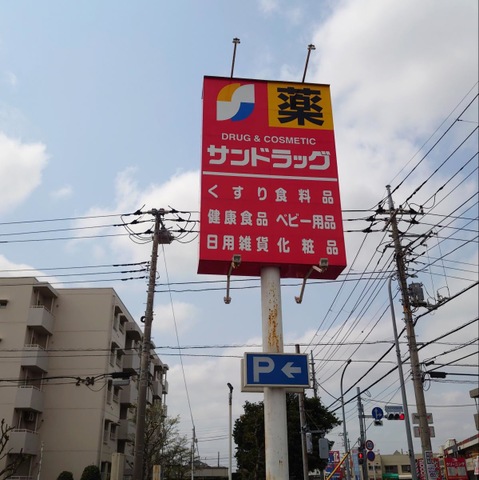 薬
DRUG & COSMETIC
サンドラッグ
くすり食料品
健康食品 ベビー用品
日用雑貨化粧品
P ←